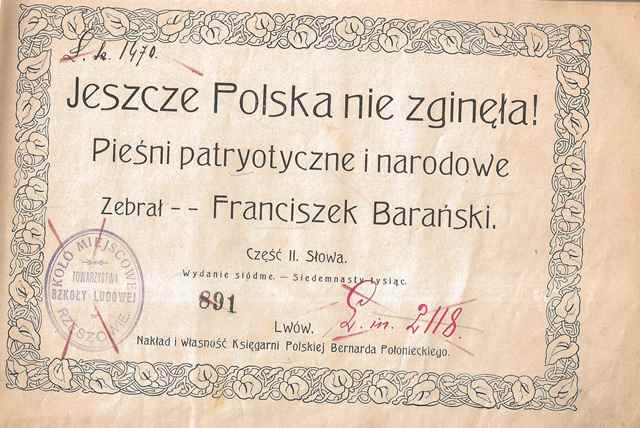 L. k. 1470.
Jeszcze Polska nie zginęła!
Pieśni patryotyczne i narodowe
Zebrał - - Franciszek Barański.
Część II. Słowa.
Wydanie siódme. — Siedemnasty tysiąc.
KOŁO MIEJSCOWE
TOWARZYSTWA
SZKOŁY LUDOWEJ
RZESZOWIE
891
L. in. 2118.
Lwów.
Nakład i własność Księgarni Polskiej Bernarda Połonieckiego.